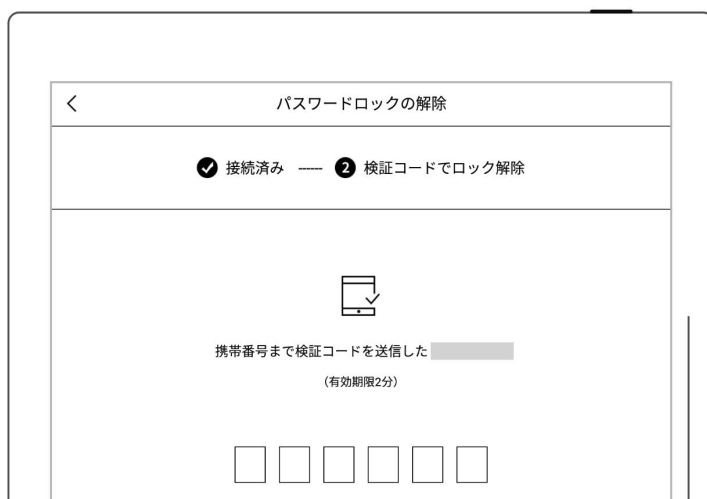 パスワードロックの解除
接続済み ----- 2 検証コードでロック解除
携帯番号まで検証コードを送信した
(有効期限2分)